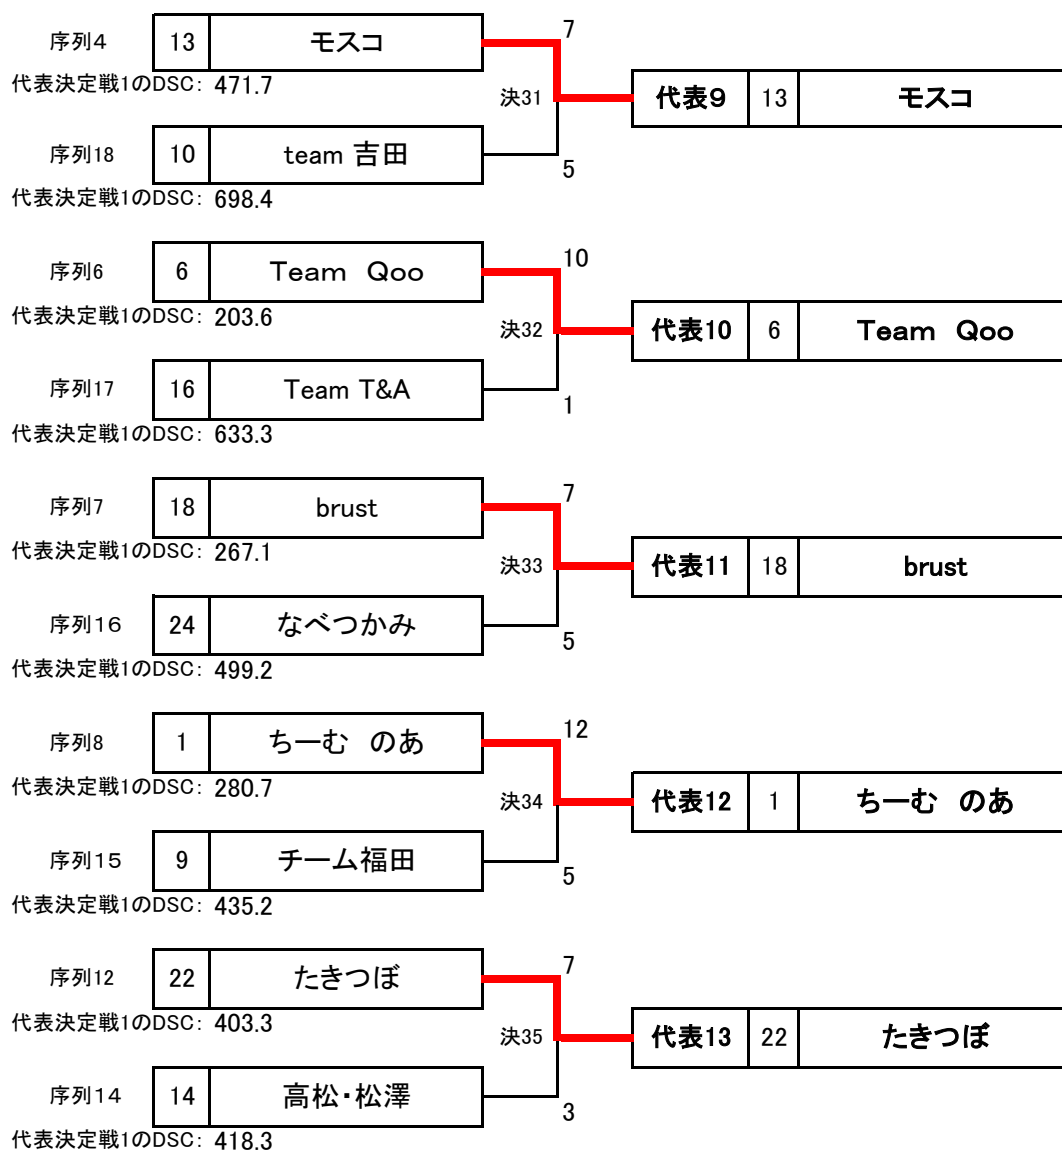 7
序列4 13 モスコ
代表決定戦1のDSC: 471.7
決31 代表9 13 モスコ
序列18 10 team 吉田
5
代表決定戦1のDSC: 698.4
10
序列6 6 Team Qoo
代表決定戦1のDSC: 203.6
決32 代表10 6 Team Qoo
序列17 16 Team T&A
1
代表決定戦1のDSC: 633.3
7
序列7 18 brust
代表決定戦1のDSC: 267.1
決33 代表11 18 brust
序列16 24 なべつかみ
5
代表決定戦1のDSC: 499.2
12
序列8 1 ちーむ のあ
代表決定戦1のDSC: 280.7
決34 代表12 1 ちーむ のあ
序列15 9 チーム福田
5
代表決定戦1のDSC: 435.2
7
序列12 22 たきつぼ
代表決定戦1のDSC: 403.3
決35 代表13 22 たきつぼ
序列14 14 高松・松澤
3
代表決定戦1のDSC: 418.3